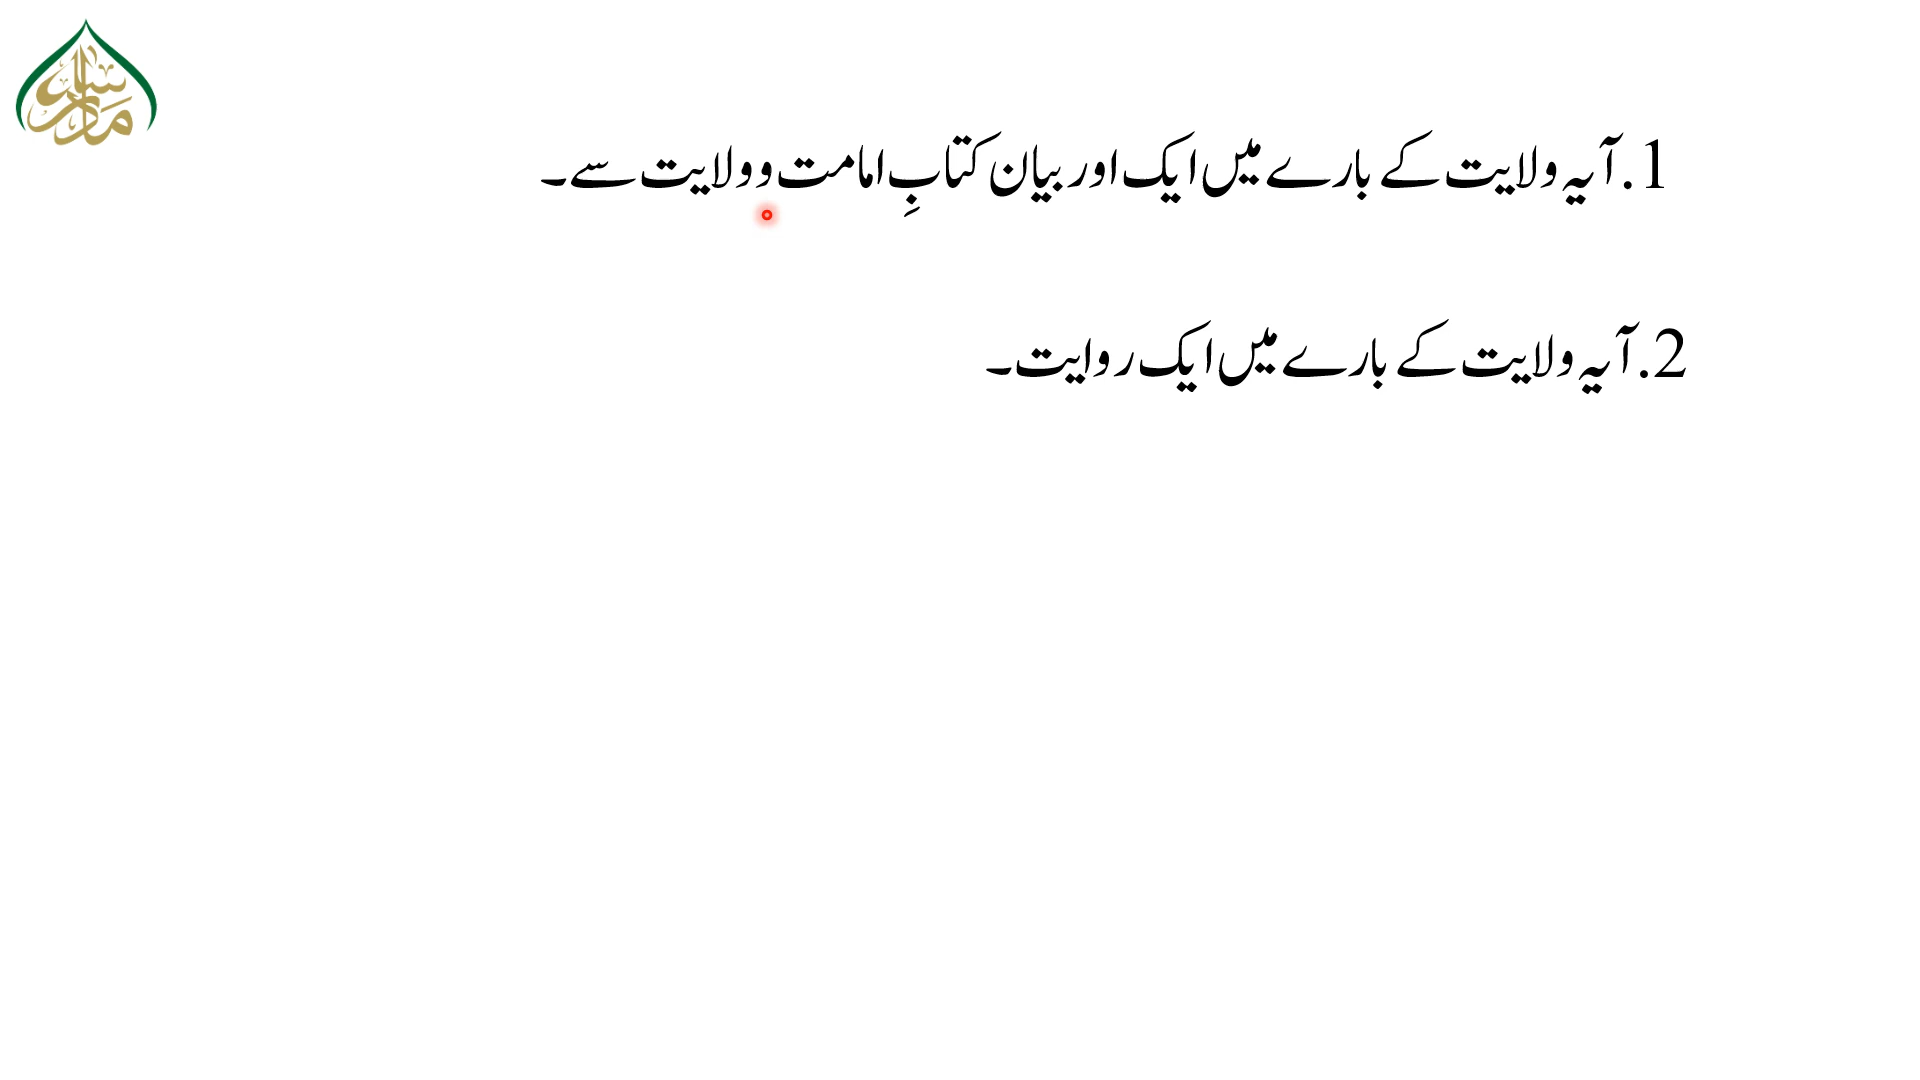 1. آیہ ولایت کے بارے میں ایک اور بیان کتابِ امامت و ولایت سے۔
2. آیہ ولایت کے بارے میں ایک روایت۔